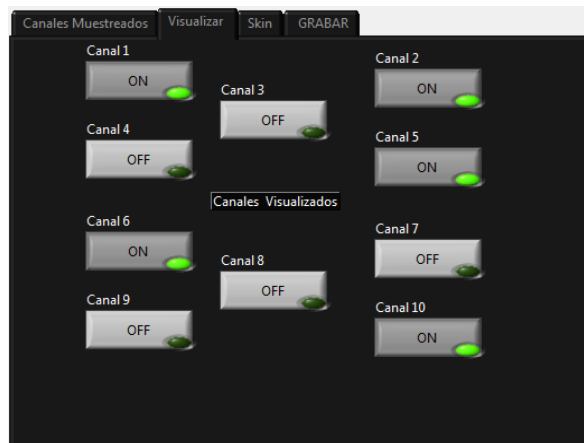 Canales Muestreados Visualizar Skin GRABAR
Canal 1
ON
Canal 2
ON
Canal 3
OFF
Canal 4
OFF
Canal 5
ON
Canales Visualizados
Canal 6
ON
Canal 7
OFF
Canal 8
OFF
Canal 9
OFF
Canal 10
ON